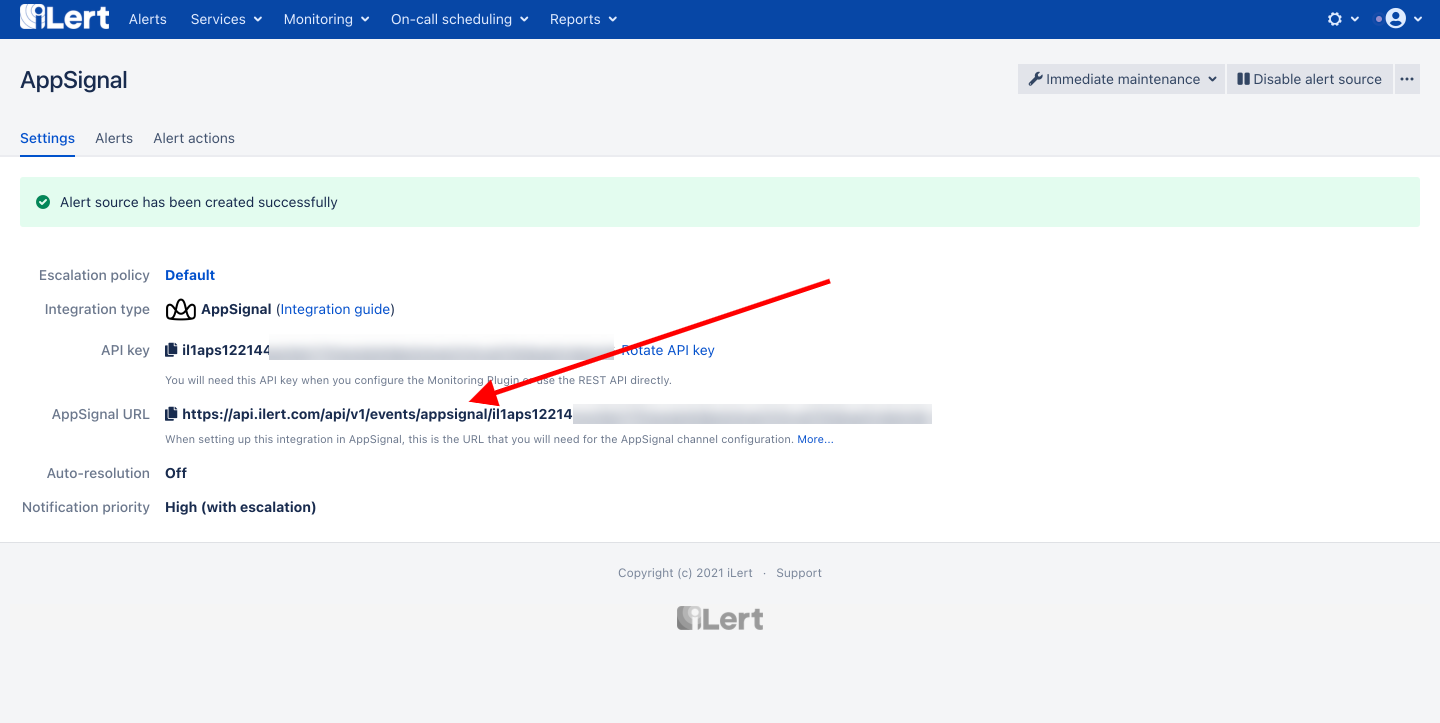 iLert Alerts Services Monitoring On-call scheduling Reports
AppSignal
Immediate maintenance Disable alert source ...
Settings Alerts Alert actions
Alert source has been created successfully
Escalation policy Default
Integration type AppSignal (Integration guide)
API key il1aps122144 Rotate API key
You will need this API key when you configure the Monitoring Plugin or use the REST API directly.
AppSignal URL https://api.ilert.com/api/v1/events/appsignal/il1aps12214
When setting up this integration in AppSignal, this is the URL that you will need for the AppSignal channel configuration. More...
Auto-resolution Off
Notification priority High (with escalation)
Copyright (c) 2021 iLert · Support
iLert